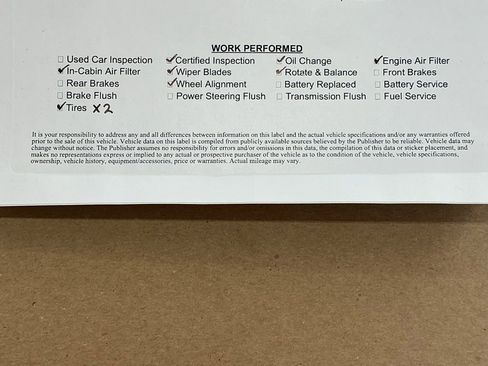 WORK PERFORMED
☐ Used Car Inspection ✓Certified Inspection ✓Oil Change ✓Engine Air Filter
✓In-Cabin Air Filter ✓Wiper Blades ✓Rotate & Balance ☐ Front Brakes
☐ Rear Brakes ✓Wheel Alignment ☐ Battery Replaced ☐ Battery Service
☐ Brake Flush ☐ Power Steering Flush ☐ Transmission Flush ☐ Fuel Service
✓Tires x2
It is your responsibility to address any and all differences between information on this label and the actual vehicle specifications and/or any warranties offered
prior to the sale of this vehicle. Vehicle data on this label is compiled from publicly available sources believed by the Publisher to be reliable. Vehicle data may
change without notice. The Publisher assumes no responsibility for errors and/or omissions in this data, the compilation of this data or sticker placement, and
makes no representations express or implied to any actual or prospective purchaser of the vehicle as to the condition of the vehicle, vehicle specifications,
ownership, vehicle history, equipment/accessories, price or warranties. Actual mileage may vary.